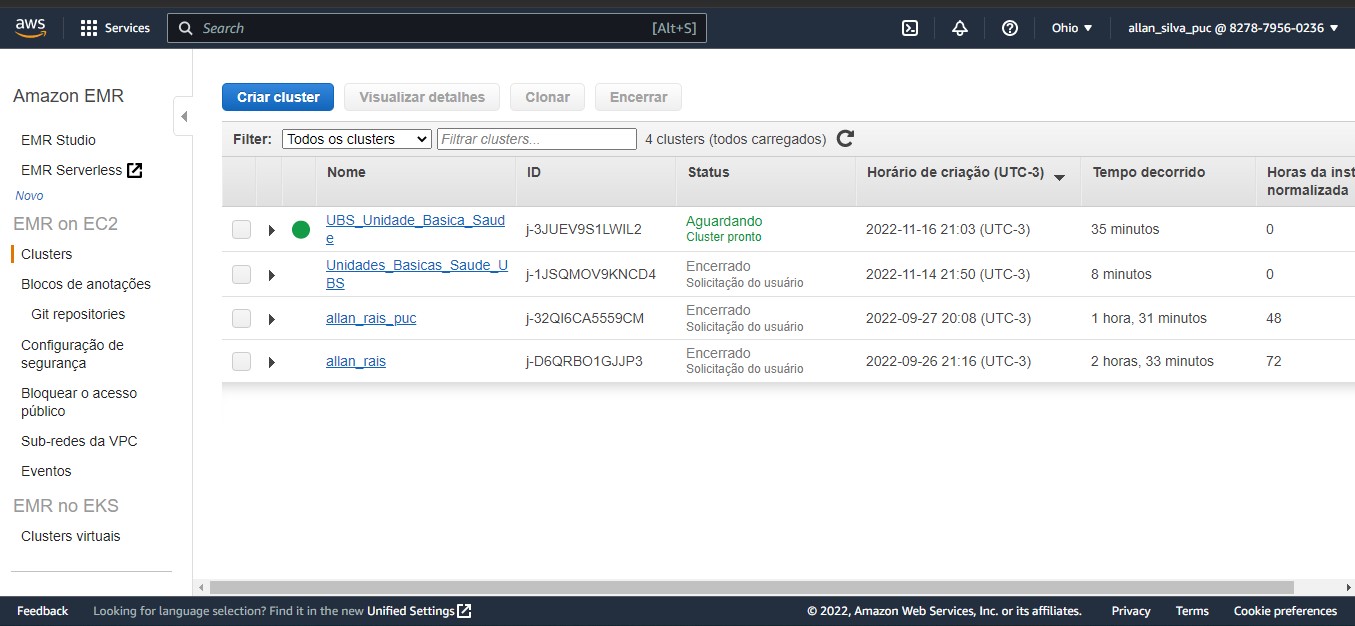 aws
Services
Search
[Alt+S]
Ohio
allan_silva_puc @ 8278-7956-0236
Amazon EMR
EMR Studio
EMR Serverless
Novo
EMR on EC2
Clusters
Blocos de anotações
Git repositories
Configuração de
segurança
Bloquear o acesso
público
Sub-redes da VPC
Eventos
EMR no EKS
Clusters virtuais
Criar cluster
Visualizar detalhes
Clonar
Encerrar
Filter:
Todos os clusters
Filtrar clusters...
4 clusters (todos carregados)
Nome
ID
Status
Horário de criação (UTC-3)
Tempo decorrido
Horas da inst
normalizada
UBS_Unidade_Basica_Saud
e
j-3JUEV9S1LWIL2
Aguardando
Cluster pronto
2022-11-16 21:03 (UTC-3)
35 minutos
0
Unidades_Basicas_Saude_U
BS
j-1JSQMOV9KNCD4
Encerrado
Solicitação do usuário
2022-11-14 21:50 (UTC-3)
8 minutos
0
allan_rais_puc
j-32QI6CA5559CM
Encerrado
Solicitação do usuário
2022-09-27 20:08 (UTC-3)
1 hora, 31 minutos
48
allan_rais
j-D6QRBO1GJJP3
Encerrado
Solicitação do usuário
2022-09-26 21:16 (UTC-3)
2 horas, 33 minutos
72
Feedback
Looking for language selection? Find it in the new Unified Settings
© 2022, Amazon Web Services, Inc. or its affiliates.
Privacy
Terms
Cookie preferences